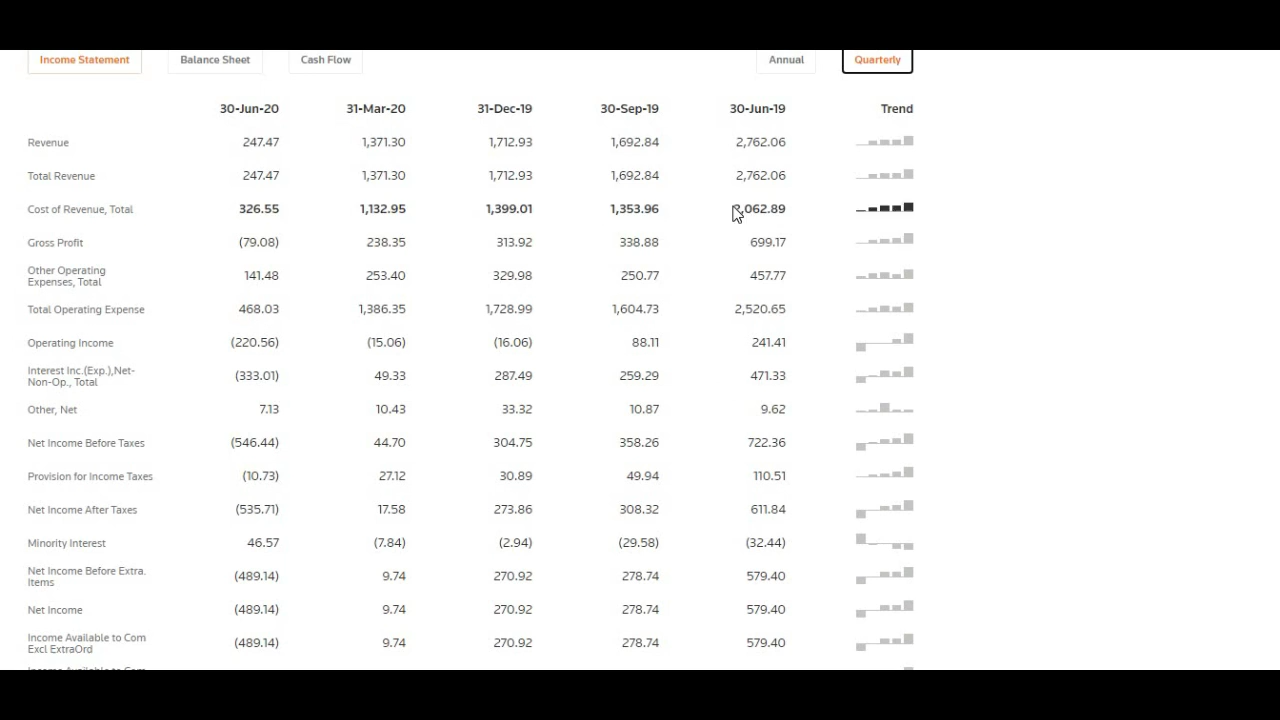 Income Statement Balance Sheet Cash Flow Annual Quarterly
30-Jun-20 31-Mar-20 31-Dec-19 30-Sep-19 30-Jun-19 Trend
Revenue 247.47 1,371.30 1,712.93 1,692.84 2,762.06
Total Revenue 247.47 1,371.30 1,712.93 1,692.84 2,762.06
Cost of Revenue, Total 326.55 1,132.95 1,399.01 1,353.96 2,062.89
Gross Profit (79.08) 238.35 313.92 338.88 699.17
Other Operating
Expenses, Total 141.48 253.40 329.98 250.77 457.77
Total Operating Expense 468.03 1,386.35 1,728.99 1,604.73 2,520.65
Operating Income (220.56) (15.06) (16.06) 88.11 241.41
Interest Inc.(Exp.),Net-
Non-Op., Total (333.01) 49.33 287.49 259.29 471.33
Other, Net 7.13 10.43 33.32 10.87 9.62
Net Income Before Taxes (546.44) 44.70 304.75 358.26 722.36
Provision for Income Taxes (10.73) 27.12 30.89 49.94 110.51
Net Income After Taxes (535.71) 17.58 273.86 308.32 611.84
Minority Interest 46.57 (7.84) (2.94) (29.58) (32.44)
Net Income Before Extra.
Items (489.14) 9.74 270.92 278.74 579.40
Net Income (489.14) 9.74 270.92 278.74 579.40
Income Available to Com
Excl ExtraOrd (489.14) 9.74 270.92 278.74 579.40